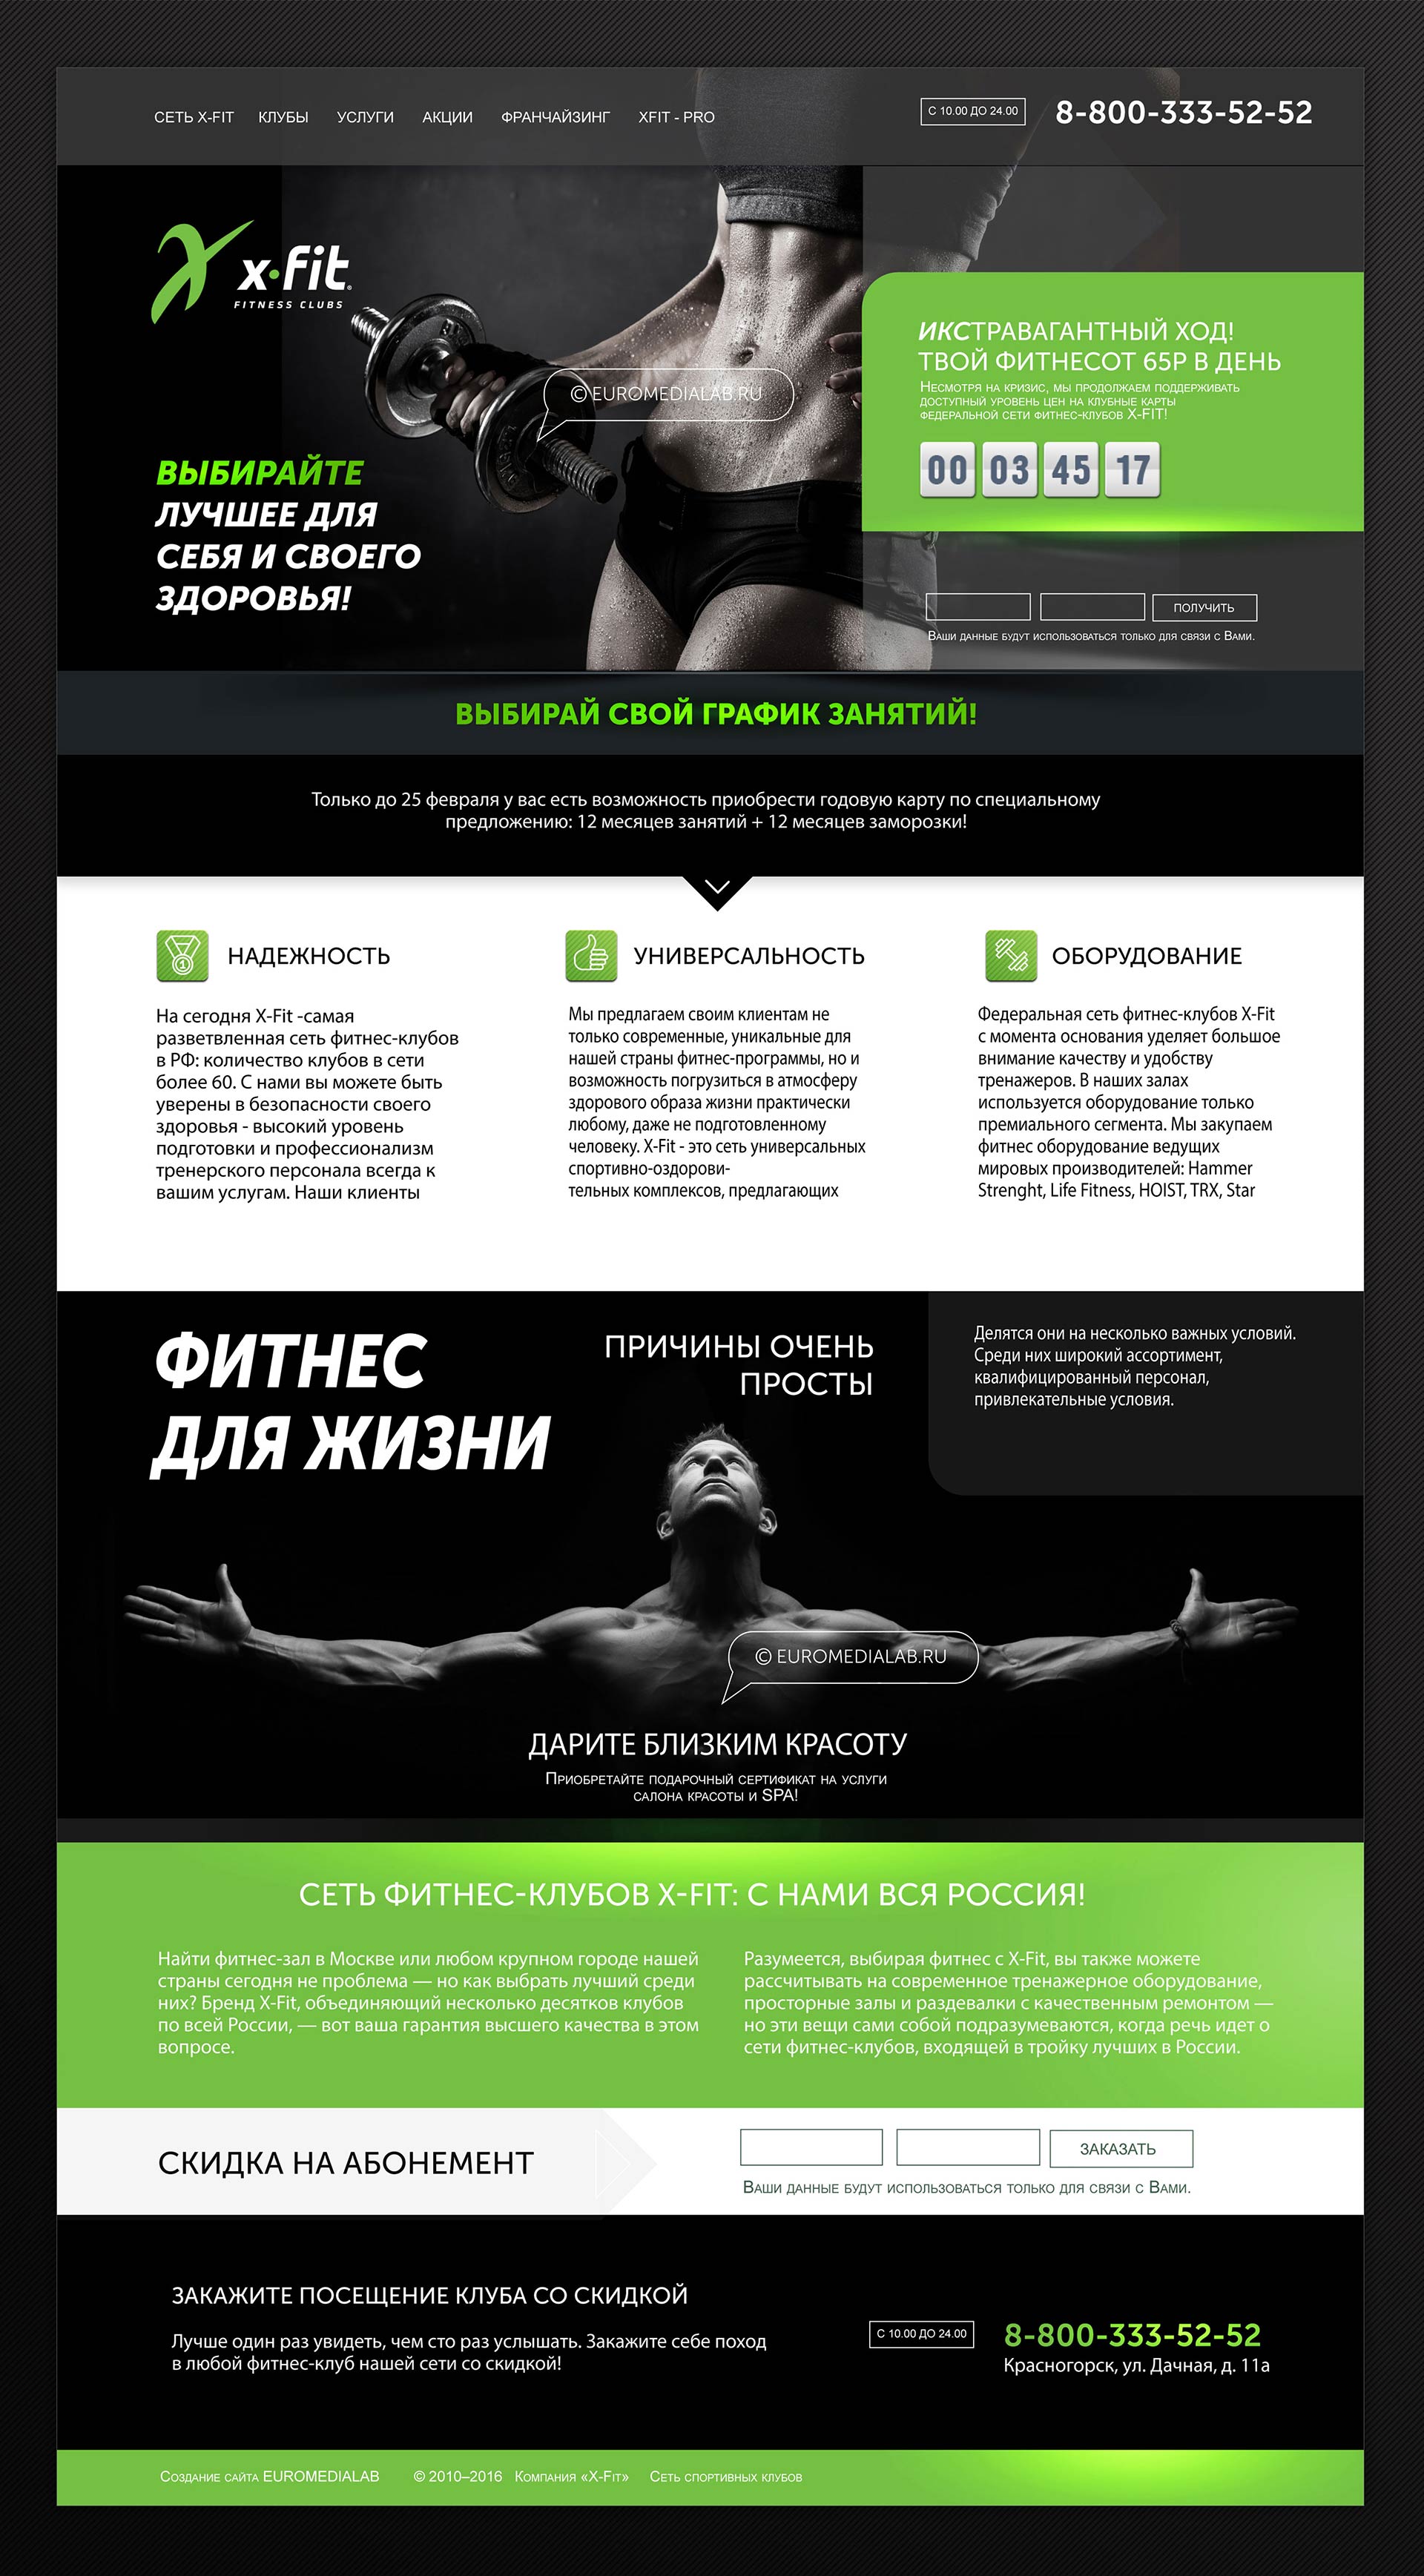 СЕТЬ X-FIT КЛУБЫ УСЛУГИ АКЦИИ ФРАНЧАЙЗИНГ XFIT - PRO
С 10.00 ДО 24.00
8-800-333-52-52
x·fit
FITNESS CLUBS
ИКСТРАВАГАНТНЫЙ ХОД!
ТВОЙ ФИТНЕСОТ 65Р В ДЕНЬ
Несмотря на кризис, мы продолжаем поддерживать
доступный уровень цен на клубные карты
федеральной сети фитнес-клубов X-FIT!
00 03 45 17
© EUROMEDIALAB.RU
ВЫБИРАЙТЕ
ЛУЧШЕЕ ДЛЯ
СЕБЯ И СВОЕГО
ЗДОРОВЬЯ!
ПОЛУЧИТЬ
Ваши данные будут использоваться только для связи с Вами.
ВЫБИРАЙ СВОЙ ГРАФИК ЗАНЯТИЙ!
Только до 25 февраля у вас есть возможность приобрести годовую карту по специальному
предложению: 12 месяцев занятий + 12 месяцев заморозки!
НАДЕЖНОСТЬ
На сегодня X-Fit -самая
разветвленная сеть фитнес-клубов
в РФ: количество клубов в сети
более 60. С нами вы можете быть
уверены в безопасности своего
здоровья - высокий уровень
подготовки и профессионализм
тренерского персонала всегда к
вашим услугам. Наши клиенты
УНИВЕРСАЛЬНОСТЬ
Мы предлагаем своим клиентам не
только современные, уникальные для
нашей страны фитнес-программы, но и
возможность погрузиться в атмосферу
здорового образа жизни практически
любому, даже не подготовленному
человеку. X-Fit - это сеть универсальных
спортивно-оздорови-
тельных комплексов, предлагающих
ОБОРУДОВАНИЕ
Федеральная сеть фитнес-клубов X-Fit
с момента основания уделяет большое
внимание качеству и удобству
тренажеров. В наших залах
используется оборудование только
премиального сегмента. Мы закупаем
фитнес оборудование ведущих
мировых производителей: Hammer
Strenght, Life Fitness, HOIST, TRX, Star
ФИТНЕС
ДЛЯ ЖИЗНИ
ПРИЧИНЫ ОЧЕНЬ
ПРОСТЫ
Делятся они на несколько важных условий.
Среди них широкий ассортимент,
квалифицированный персонал,
привлекательные условия.
© EUROMEDIALAB.RU
ДАРИТЕ БЛИЗКИМ КРАСОТУ
Приобретайте подарочный сертификат на услуги
салона красоты и SPA!
СЕТЬ ФИТНЕС-КЛУБОВ X-FIT: С НАМИ ВСЯ РОССИЯ!
Найти фитнес-зал в Москве или любом крупном городе нашей
страны сегодня не проблема — но как выбрать лучший среди
них? Бренд X-Fit, объединяющий несколько десятков клубов
по всей России, — вот ваша гарантия высшего качества в этом
вопросе.
Разумеется, выбирая фитнес с X-Fit, вы также можете
рассчитывать на современное тренажерное оборудование,
просторные залы и раздевалки с качественным ремонтом —
но эти вещи сами собой подразумеваются, когда речь идет о
сети фитнес-клубов, входящей в тройку лучших в России.
СКИДКА НА АБОНЕМЕНТ
ЗАКАЗАТЬ
Ваши данные будут использоваться только для связи с Вами.
ЗАКАЖИТЕ ПОСЕЩЕНИЕ КЛУБА СО СКИДКОЙ
Лучше один раз увидеть, чем сто раз услышать. Закажите себе поход
в любой фитнес-клуб нашей сети со скидкой!
С 10.00 ДО 24.00
8-800-333-52-52
Красногорск, ул. Дачная, д. 11а
Создание сайта EUROMEDIALAB © 2010–2016 Компания «X-Fit» Сеть спортивных клубов